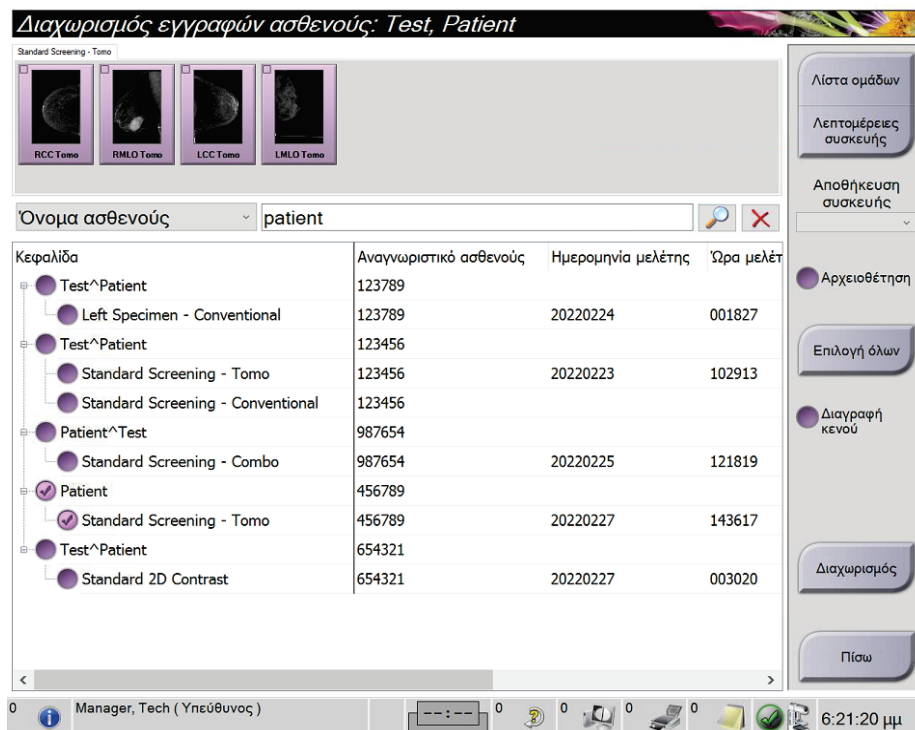 Διαχωρισμός εγγραφών ασθενούς: Test, Patient
Standard Screening - Tomo
RCC Tomo
RMLO Tomo
LCC Tomo
LMLO Tomo
Λίστα ομάδων
Λεπτομέρειες
συσκευής
Αποθήκευση
συσκευής
Όνομα ασθενούς
patient
Κεφαλίδα Αναγνωριστικό ασθενούς Ημερομηνία μελέτης Ώρα μελέτ
Test^Patient 123789
Left Specimen - Conventional 123789 20220224 001827
Test^Patient 123456
Standard Screening - Tomo 123456 20220223 102913
Standard Screening - Conventional 123456
Patient^Test 987654
Standard Screening - Combo 987654 20220225 121819
Patient 456789
Standard Screening - Tomo 456789 20220227 143617
Test^Patient 654321
Standard 2D Contrast 654321 20220227 003020
Αρχειοθέτηση
Επιλογή όλων
Διαγραφή
κενού
Διαχωρισμός
Πίσω
0 Manager, Tech ( Υπεύθυνος ) --:-- 0 0 0 0 6:21:20 μμ